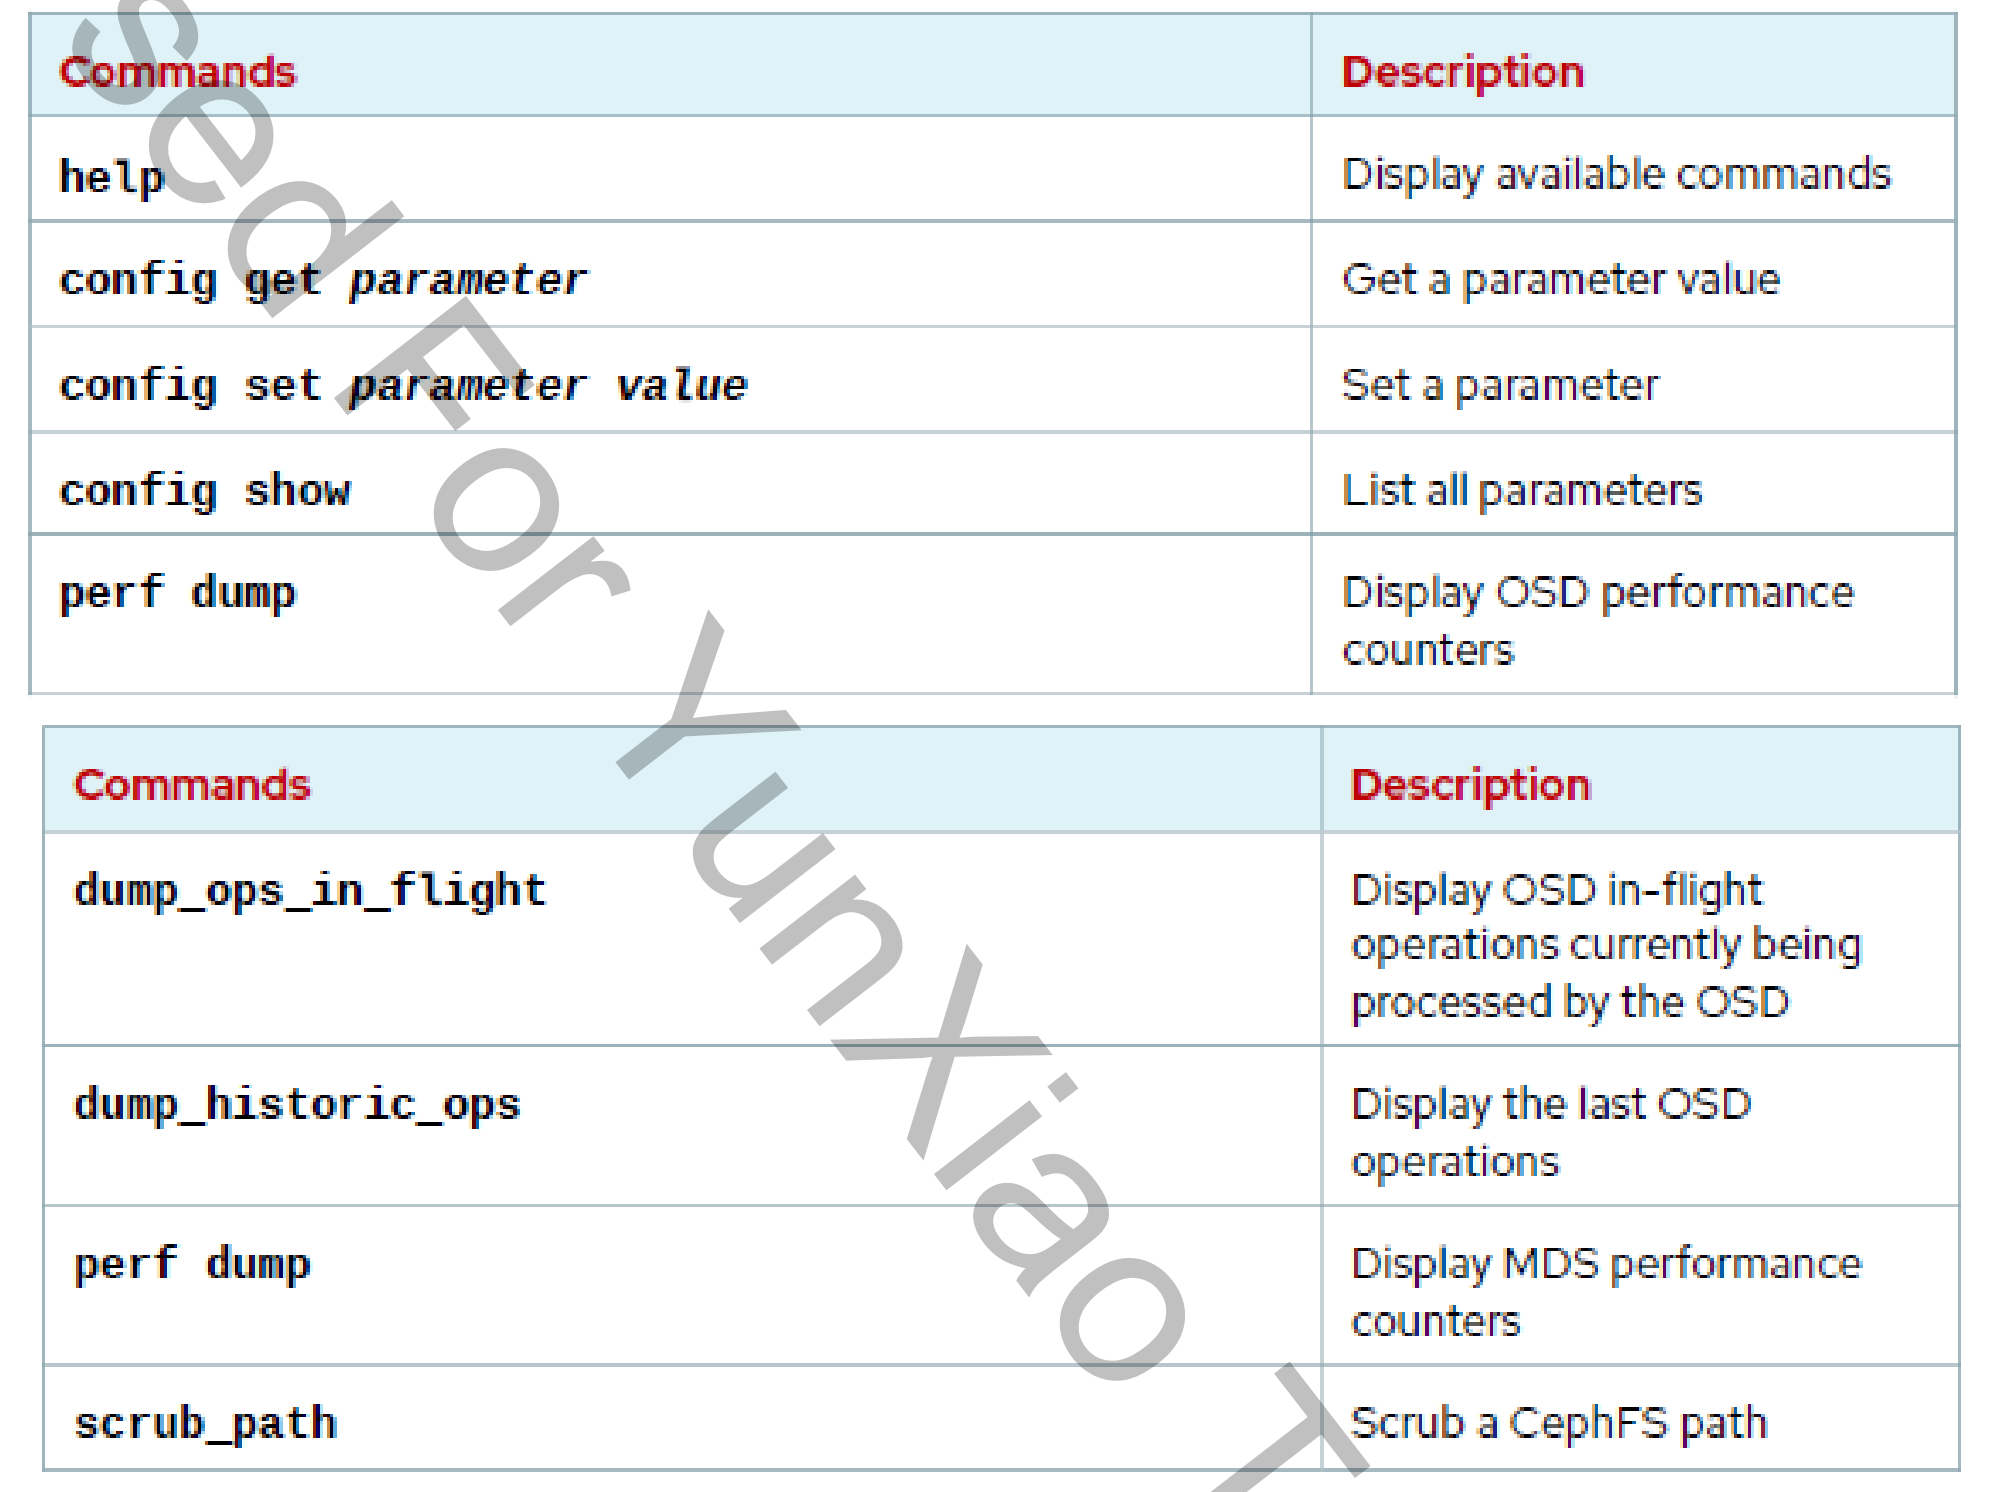 Commands Description
help Display available commands
config get parameter Get a parameter value
config set parameter value Set a parameter
config show List all parameters
perf dump Display OSD performance
counters
Commands Description
dump_ops_in_flight Display OSD in-flight
operations currently being
processed by the OSD
dump_historic_ops Display the last OSD
operations
perf dump Display MDS performance
counters
scrub_path Scrub a CephFS path
sed For YunXiao T